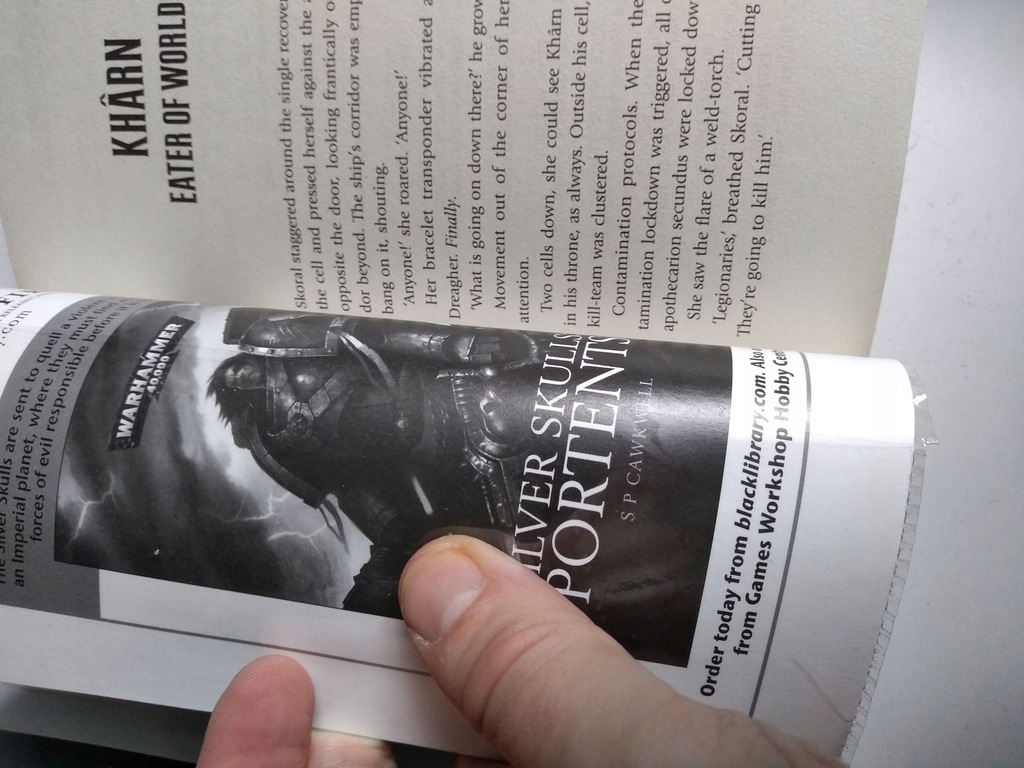 KHÂRN
EATER OF WORLD
Skoral staggered around the single recover
the cell and pressed herself against the
opposite the door, looking frantically
dor beyond. The ship's corridor was emp
bang on it, shouting.
'Anyone!' she roared. 'Anyone!'
Her bracelet transponder vibrated
Dreagher. Finally.
'What is going on down there?' he grow
Movement out of the corner of her
attention.
Two cells down, she could see Khârn
in his throne, as always. Outside his cell,
kill-team was clustered.
Contamination protocols. When the
tamination lockdown was triggered, all
apothecarion secundus were locked dow
She saw the flare of a weld-torch.
'Legionaries,' breathed Skoral. 'Cutting
They're going to kill him.'
Silver Skulls are sent to quell a
an Imperial planet, where they must
forces of evil responsible before
WARHAMMER
40,000
ILVER SKULLS
PORTENTS
S P CAWKWELL
Order today from blacklibrary.com. Also
from Games Workshop Hobby Cen